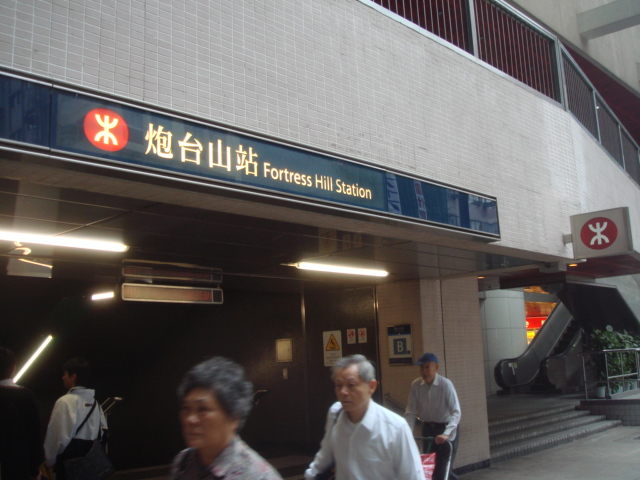 炮台山站 Fortress Hill Station
B